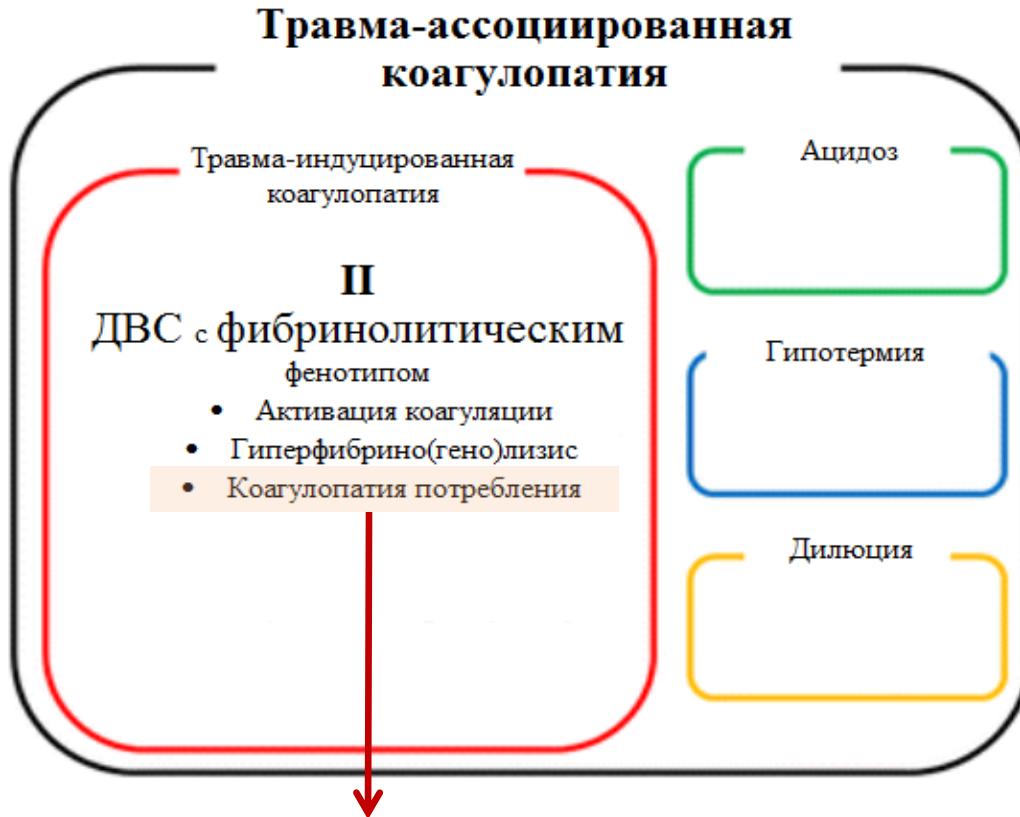 Травма-ассоциированная
коагулопатия
Травма-индуцированная
коагулопатия
II
ДВС с фибринолитическим
фенотипом
• Активация коагуляции
• Гиперфибрино(гено)лизис
• Коагулопатия потребления
Ацидоз
Гипотермия
Дилюция